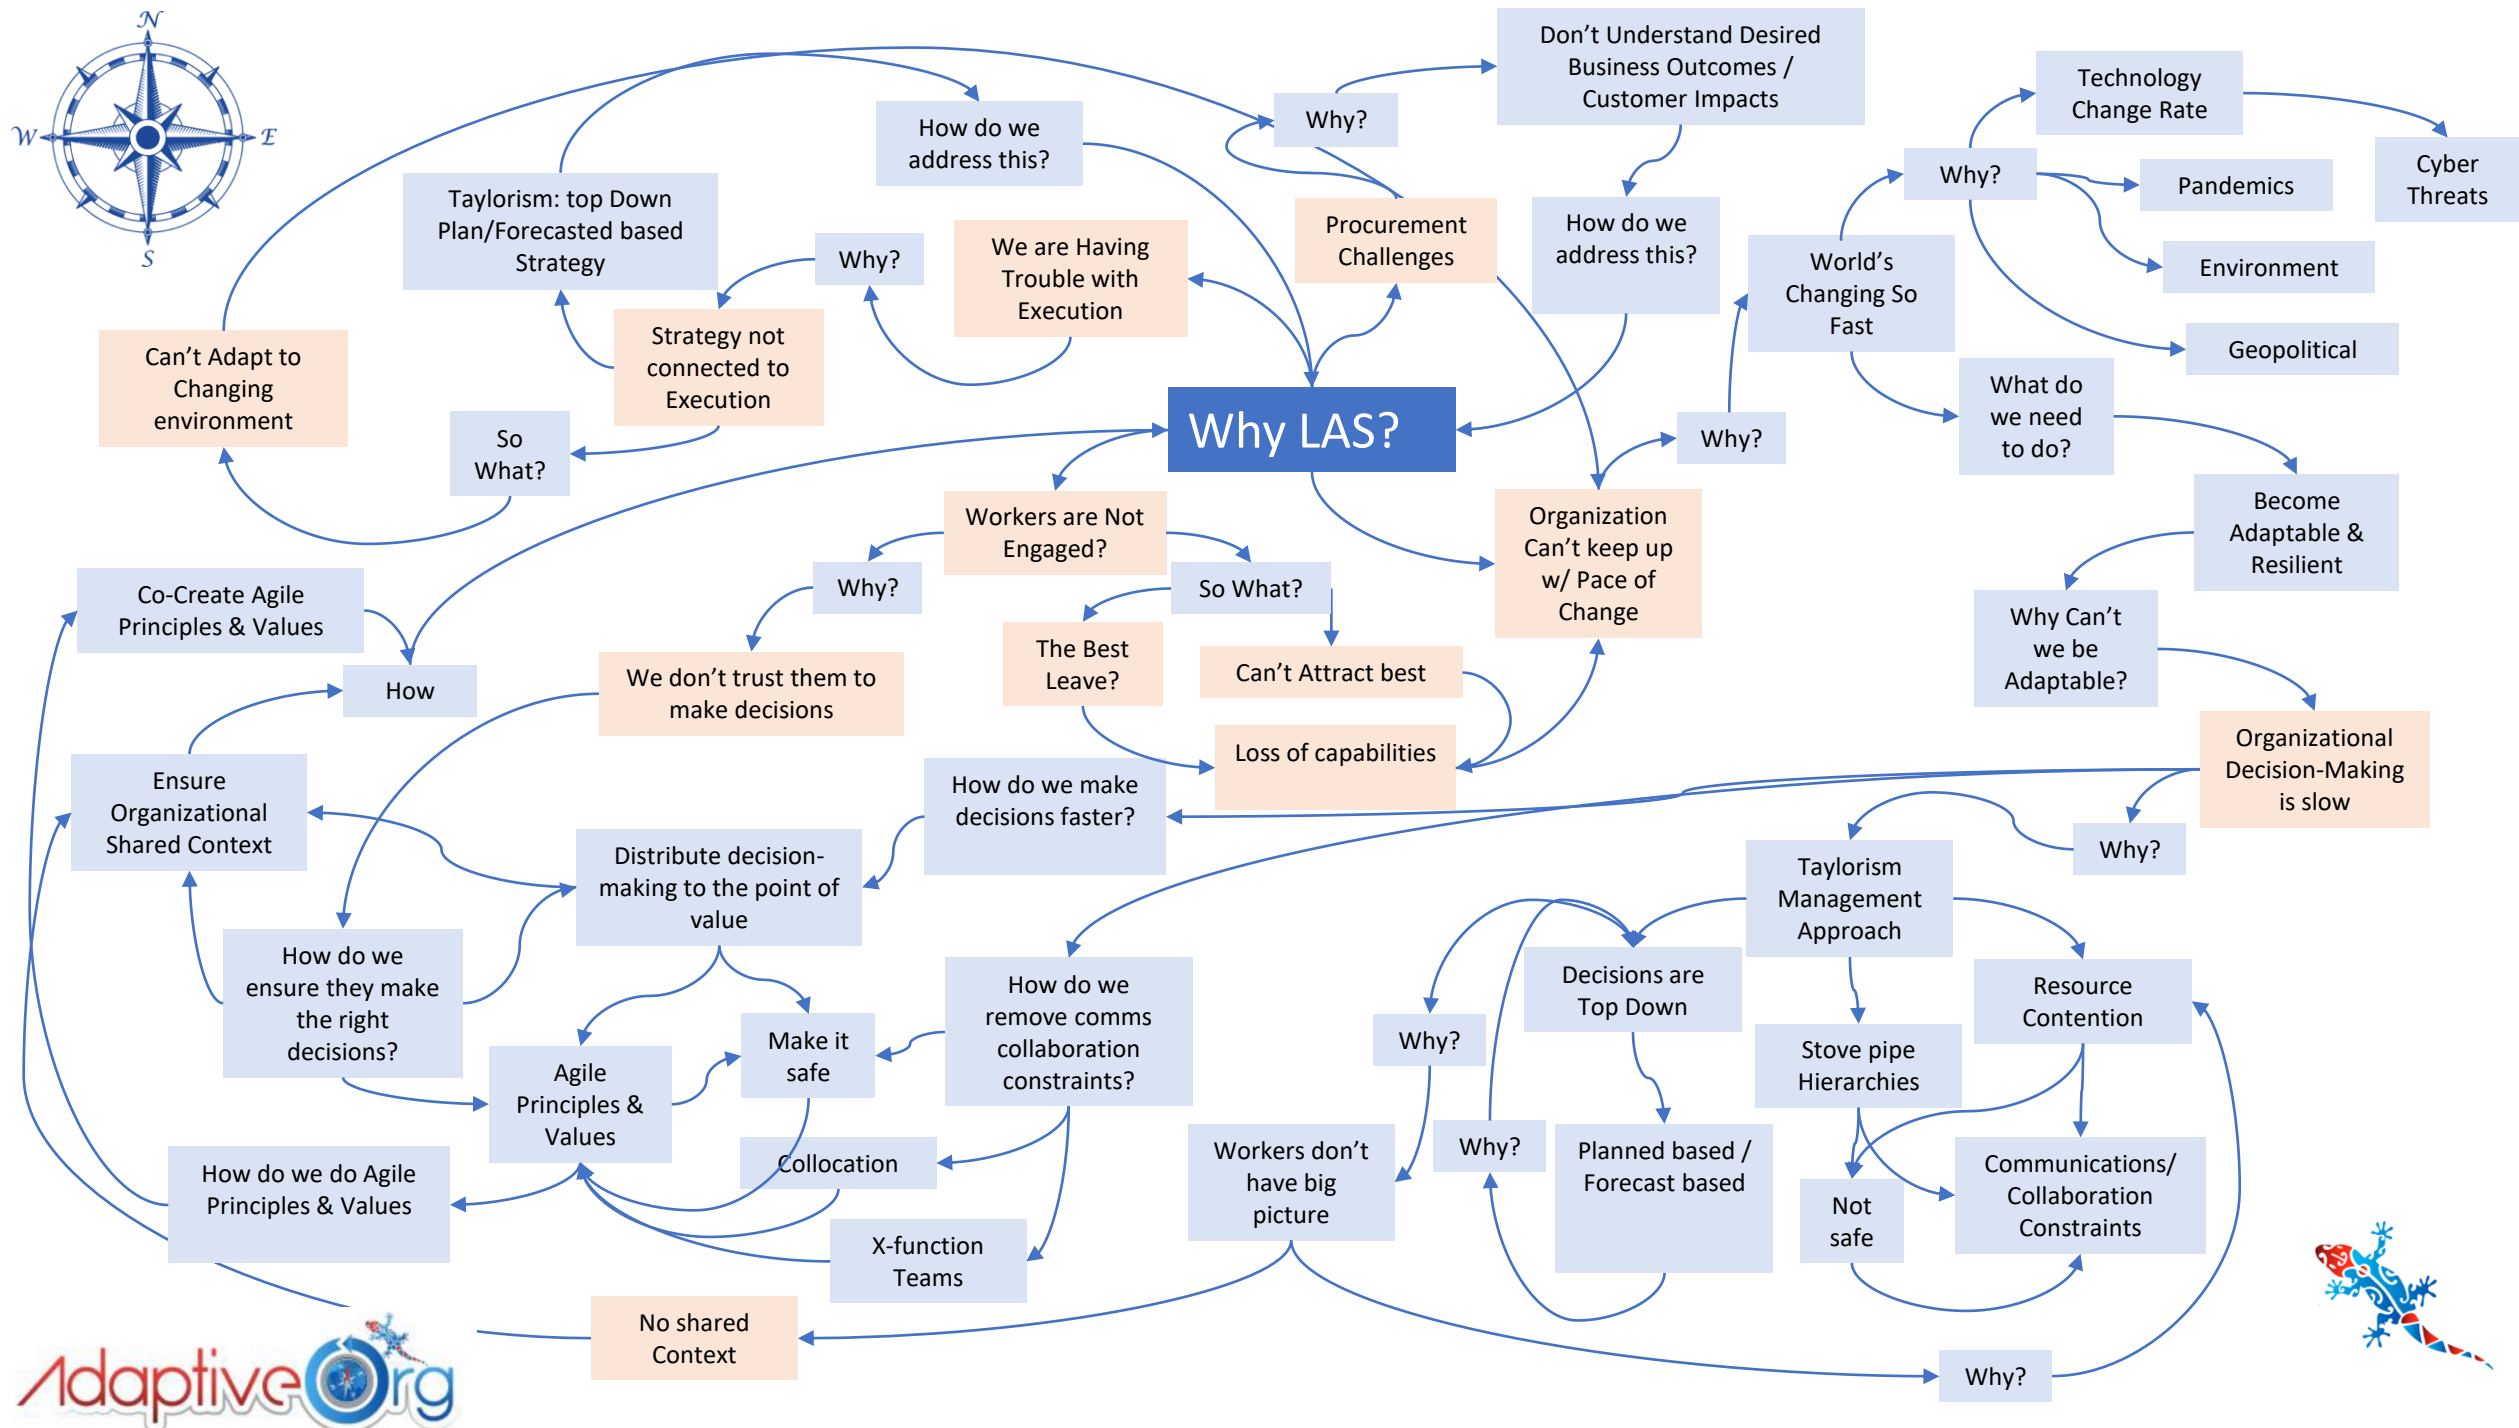 N
W
E
S
Don't Understand Desired
Business Outcomes /
Customer Impacts
Technology
Change Rate
Why?
How do we
address this?
Cyber
Threats
Why?
Pandemics
Taylorism: top Down
Plan/Forecasted based
Strategy
Procurement
Challenges
How do we
address this?
We are Having
Trouble with
Execution
Why?
World's
Changing So
Fast
Environment
Geopolitical
Can't Adapt to
Changing
environment
Strategy not
connected to
Execution
So
What?
Why LAS?
Why?
What do
we need
to do?
Workers are Not
Engaged?
Organization
Can't keep up
w/ Pace of
Change
Become
Adaptable &
Resilient
Co-Create Agile
Principles & Values
Why?
So What?
Why Can't
we be
Adaptable?
How
We don't trust them to
make decisions
The Best
Leave?
Can't Attract best
Loss of capabilities
Organizational
Decision-Making
is slow
Ensure
Organizational
Shared Context
How do we make
decisions faster?
Why?
Distribute decision-
making to the point of
value
Taylorism
Management
Approach
How do we
ensure they make
the right
decisions?
How do we
remove comms
collaboration
constraints?
Decisions are
Top Down
Resource
Contention
Make it
safe
Why?
Stove pipe
Hierarchies
Agile
Principles &
Values
Collocation
Workers don't
have big
picture
Why?
Planned based /
Forecast based
Communications/
Collaboration
Constraints
How do we do Agile
Principles & Values
Not
safe
X-function
Teams
No shared
Context
Why?
AdaptiveOrg